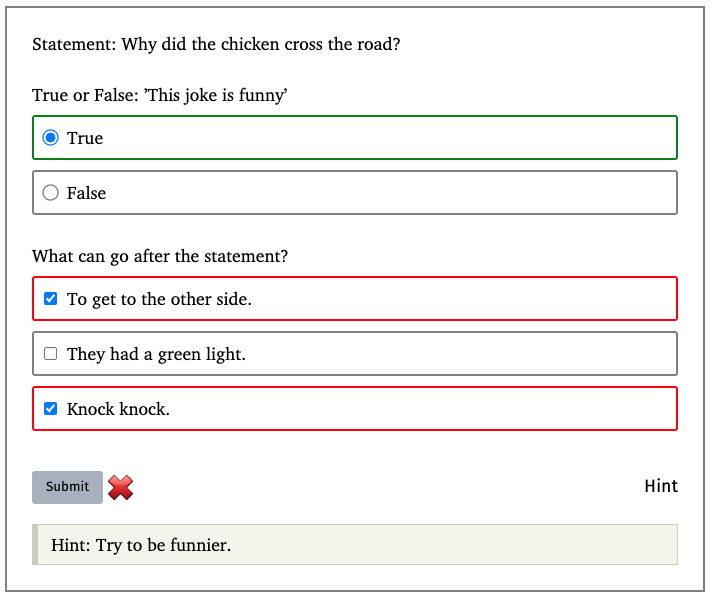 Statement: Why did the chicken cross the road?
True or False: ’This joke is funny’
True
False
What can go after the statement?
To get to the other side.
They had a green light.
Knock knock.
Submit
Hint
Hint: Try to be funnier.